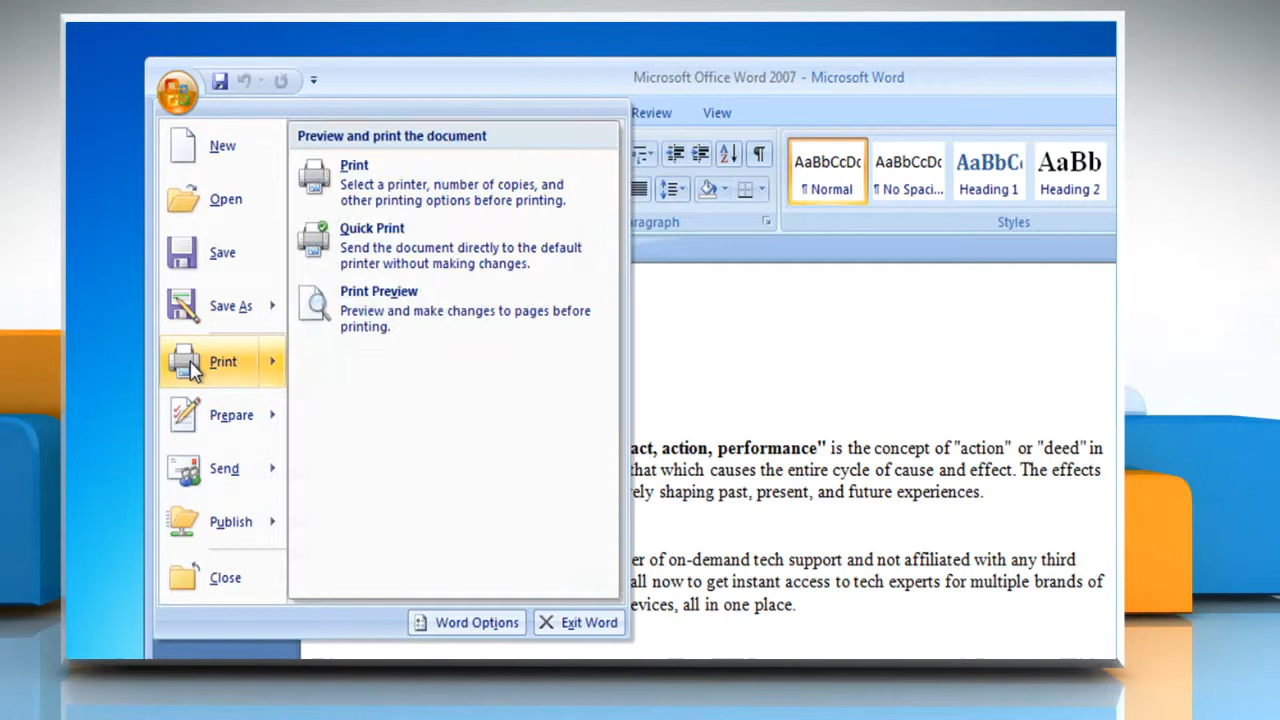 Microsoft Office Word 2007 - Microsoft Word
Review View
New
Open
Save
Save As
Print
Prepare
Send
Publish
Close
Preview and print the document
Print
Select a printer, number of copies, and
other printing options before printing.
Quick Print
Send the document directly to the default
printer without making changes.
Print Preview
Preview and make changes to pages before
printing.
Word Options Exit Word
AaBbCcDc AaBbCcDc AaBbCc AaBb
¶ Normal ¶ No Spaci... Heading 1 Heading 2
aragraph Styles
act, action, performance" is the concept of "action" or "deed" in
that which causes the entire cycle of cause and effect. The effects
ely shaping past, present, and future experiences.
er of on-demand tech support and not affiliated with any third
all now to get instant access to tech experts for multiple brands of
evices, all in one place.